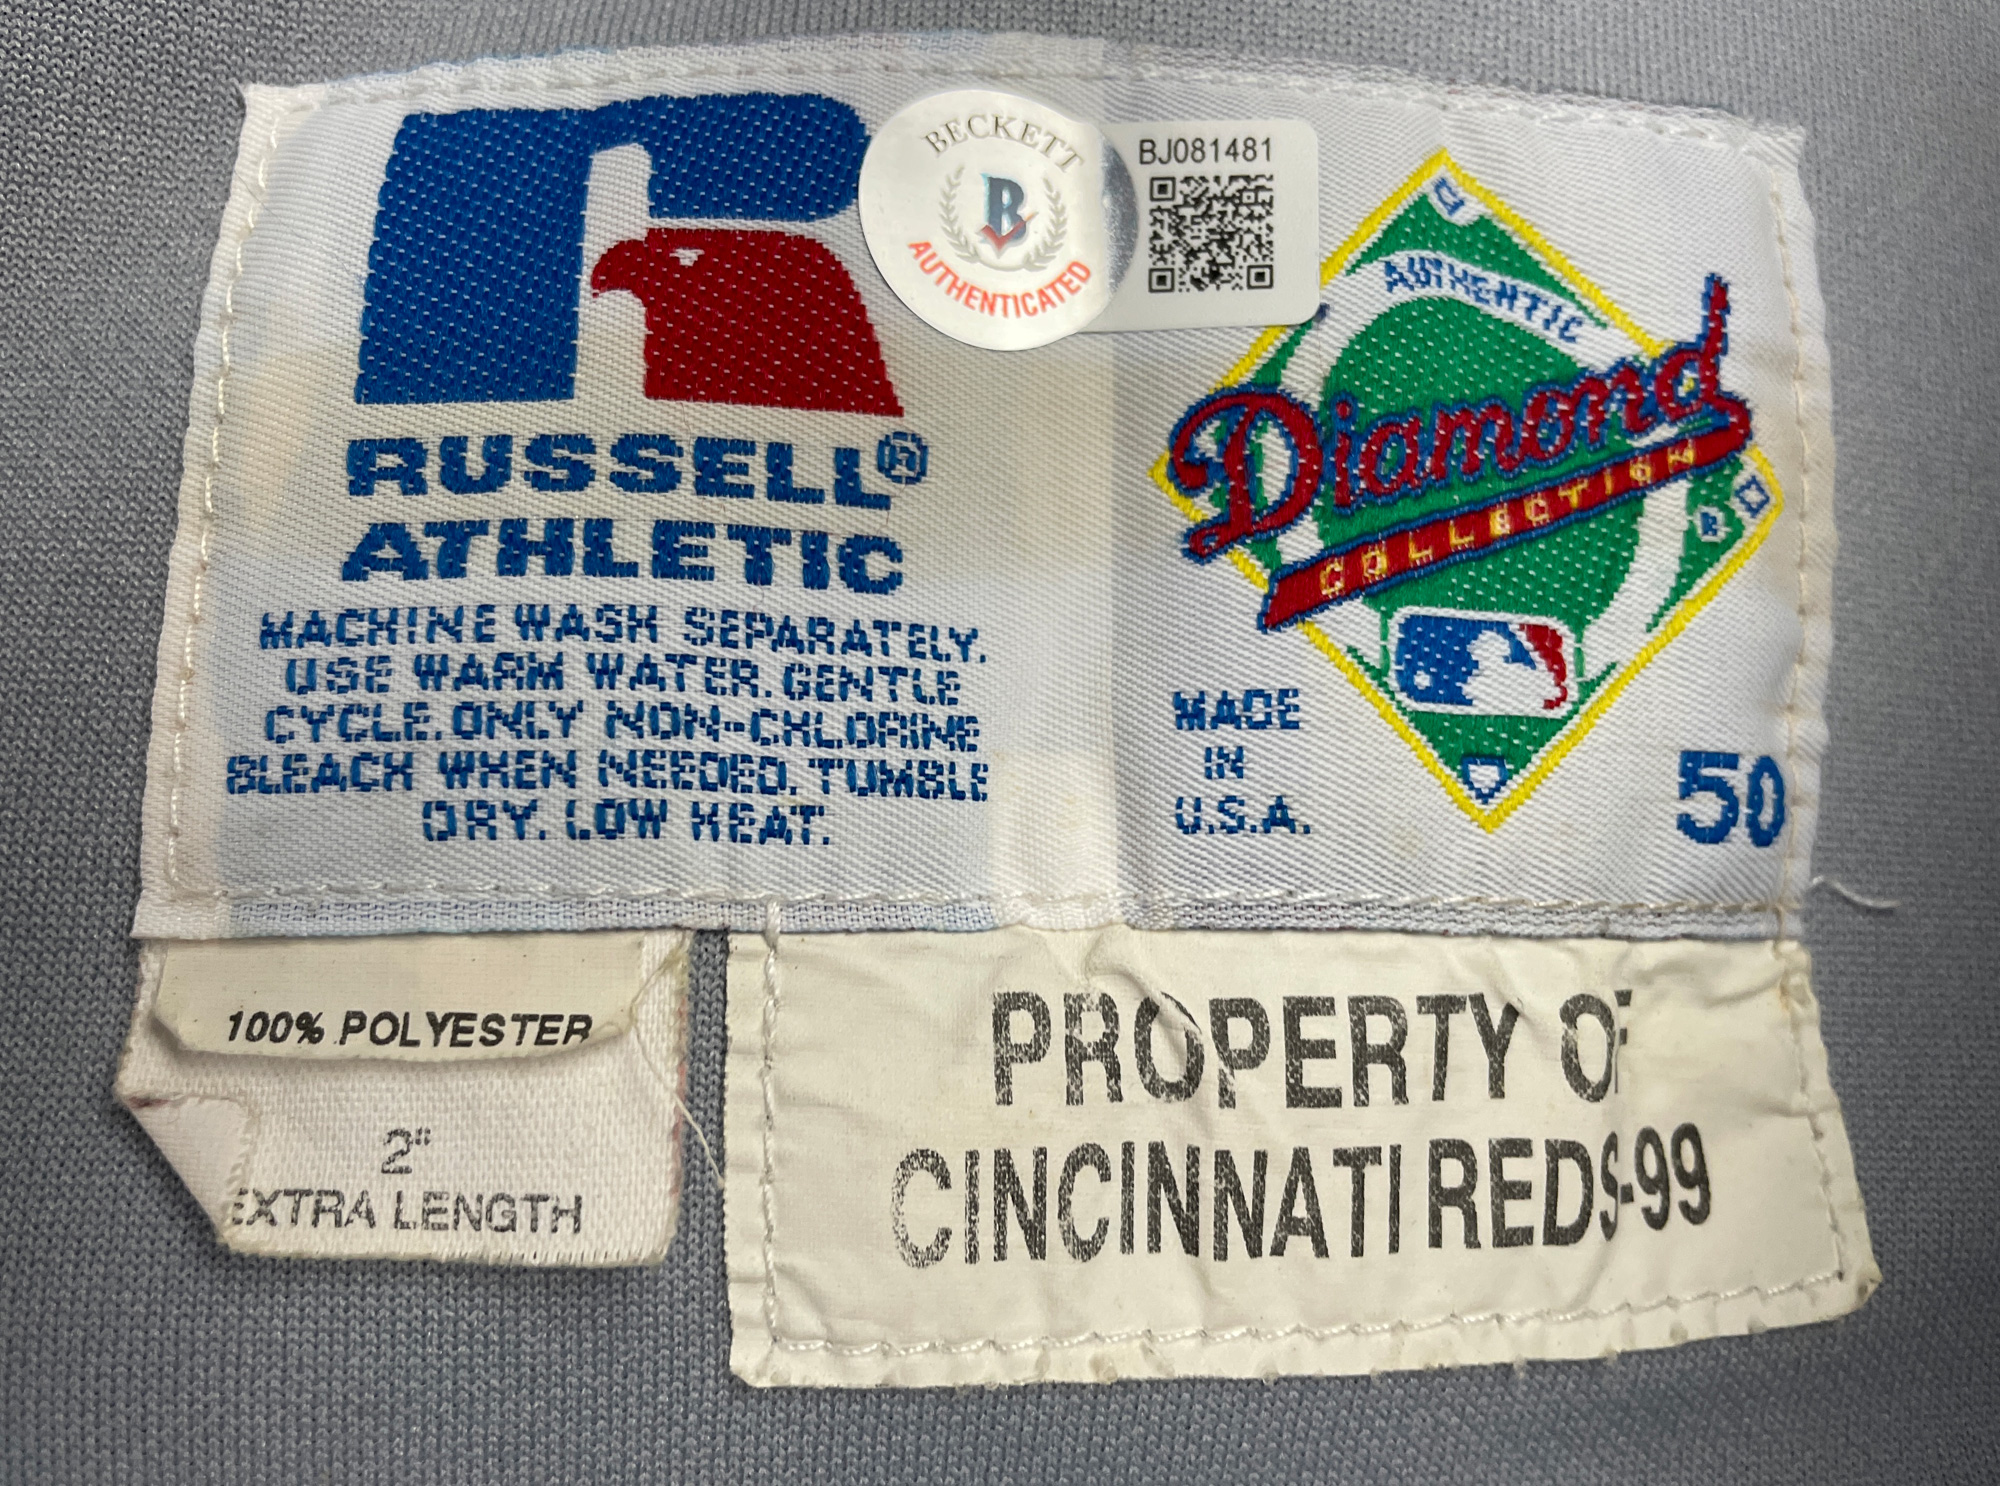 BECKETT
B
AUTHENTICATED
BJ081481
RUSSELL®
ATHLETIC
MACHINE WASH SEPARATELY.
USE WARM WATER. GENTLE
CYCLE. ONLY NON-CHLORINE
BLEACH WHEN NEEDED. TUMBLE
DRY. LOW HEAT.
AUTHENTIC
Diamond
COLLECTION
®
MADE
IN
U.S.A.
50
100% POLYESTER
2"
EXTRA LENGTH
PROPERTY OF
CINCINNATI REDS-99